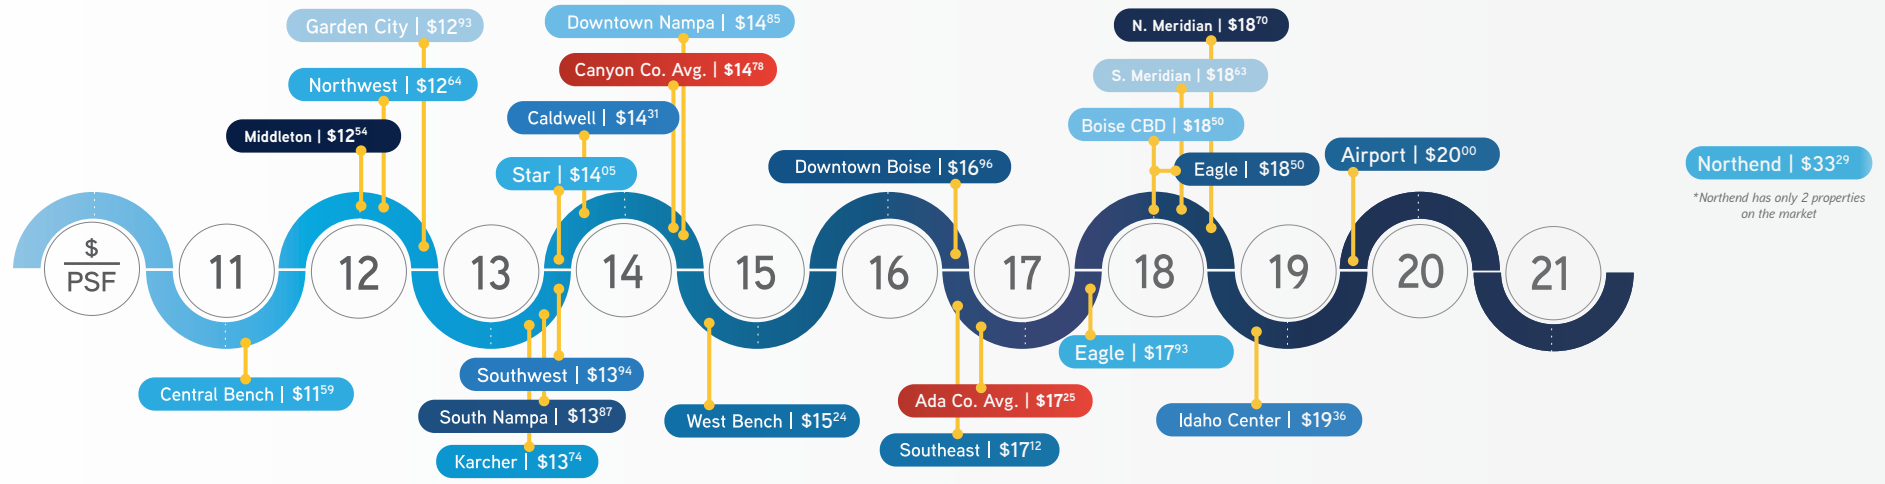 Garden City | $12⁹³
Downtown Nampa | $14⁸⁵
N. Meridian | $18⁷⁰
Northwest | $12⁶⁴
Canyon Co. Avg. | $14⁷⁸
S. Meridian | $18⁶³
Middleton | $12⁵⁴
Caldwell | $14³¹
Boise CBD | $18⁵⁰
Star | $14⁰⁵
Downtown Boise | $16⁹⁶
Eagle | $18⁵⁰
Airport | $20⁰⁰
Northend | $33²⁹
*Northend has only 2 properties
on the market
$
PSF
11
12
13
14
15
16
17
18
19
20
21
Central Bench | $11⁵⁹
Southwest | $13⁹⁴
South Nampa | $13⁸⁷
Karcher | $13⁷⁴
West Bench | $15²⁴
Ada Co. Avg. | $17²⁵
Southeast | $17¹²
Eagle | $17⁹³
Idaho Center | $19³⁶